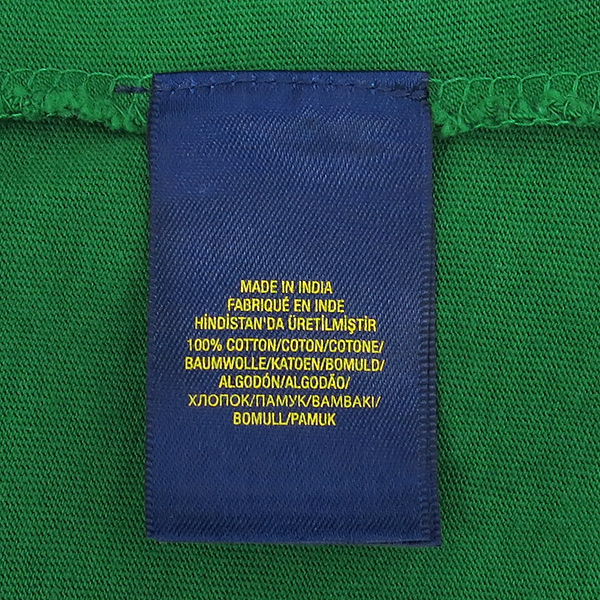 MADE IN INDIA
FABRIQUÉ EN INDE
HİNDİSTAN'DA ÜRETİLMİŞTİR
100% COTTON/COTON/COTONE/
BAUMWOLLE/KATOEN/BOMULD/
ALGODÓN/ALGODÃO/
ХЛОПОК/ПАМУК/ΒΑΜΒΑΚΙ/
BOMULL/PAMUK